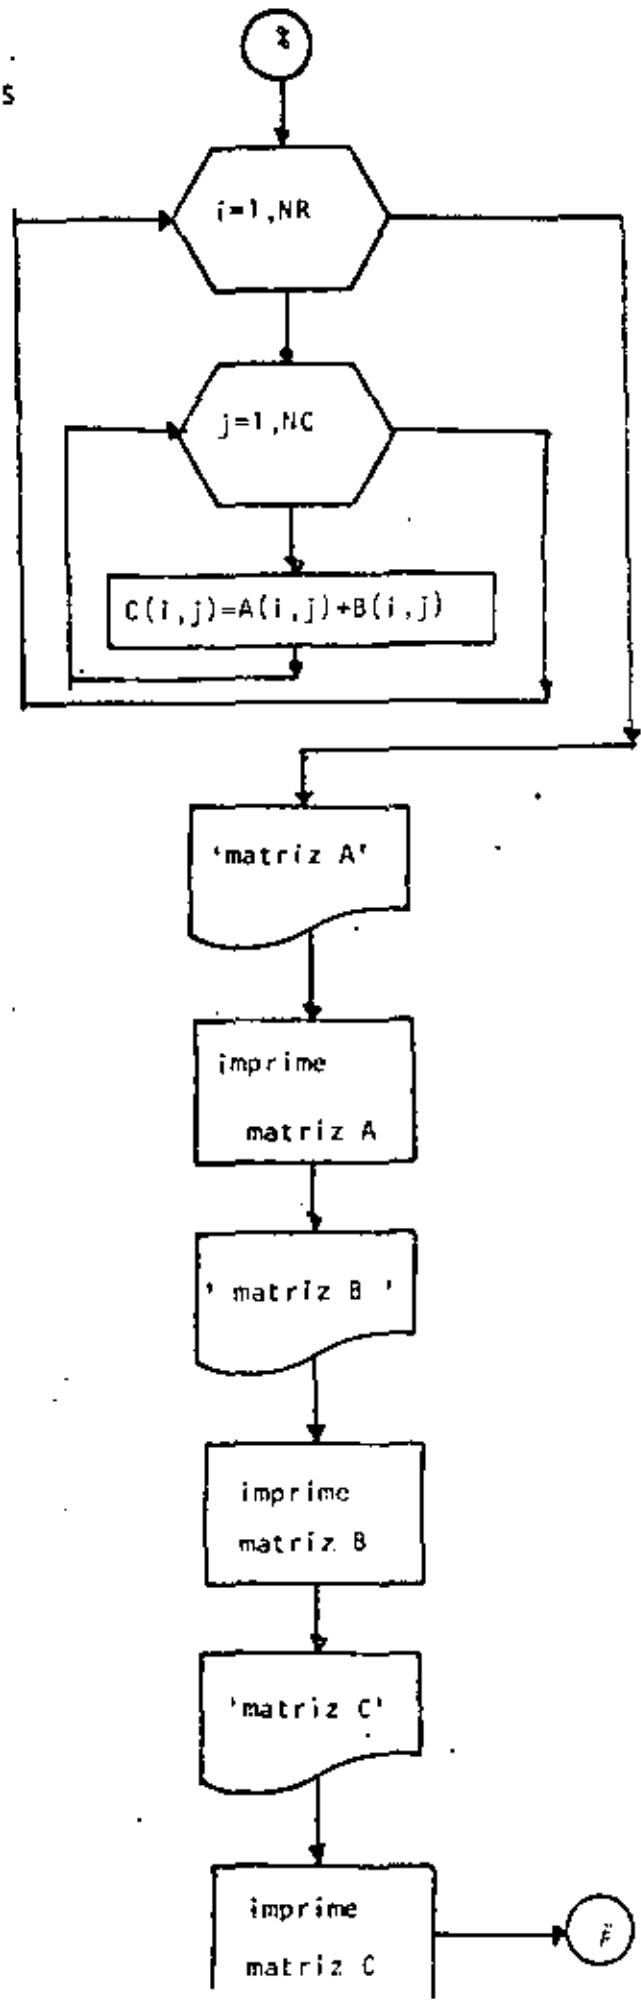 s
i=1,NR
j=1,NC
C(i,j)=A(i,j)+B(i,j)
'matriz A'
imprime
matriz A
' matriz B '
imprime
matriz B
'matriz C'
imprime
matriz C